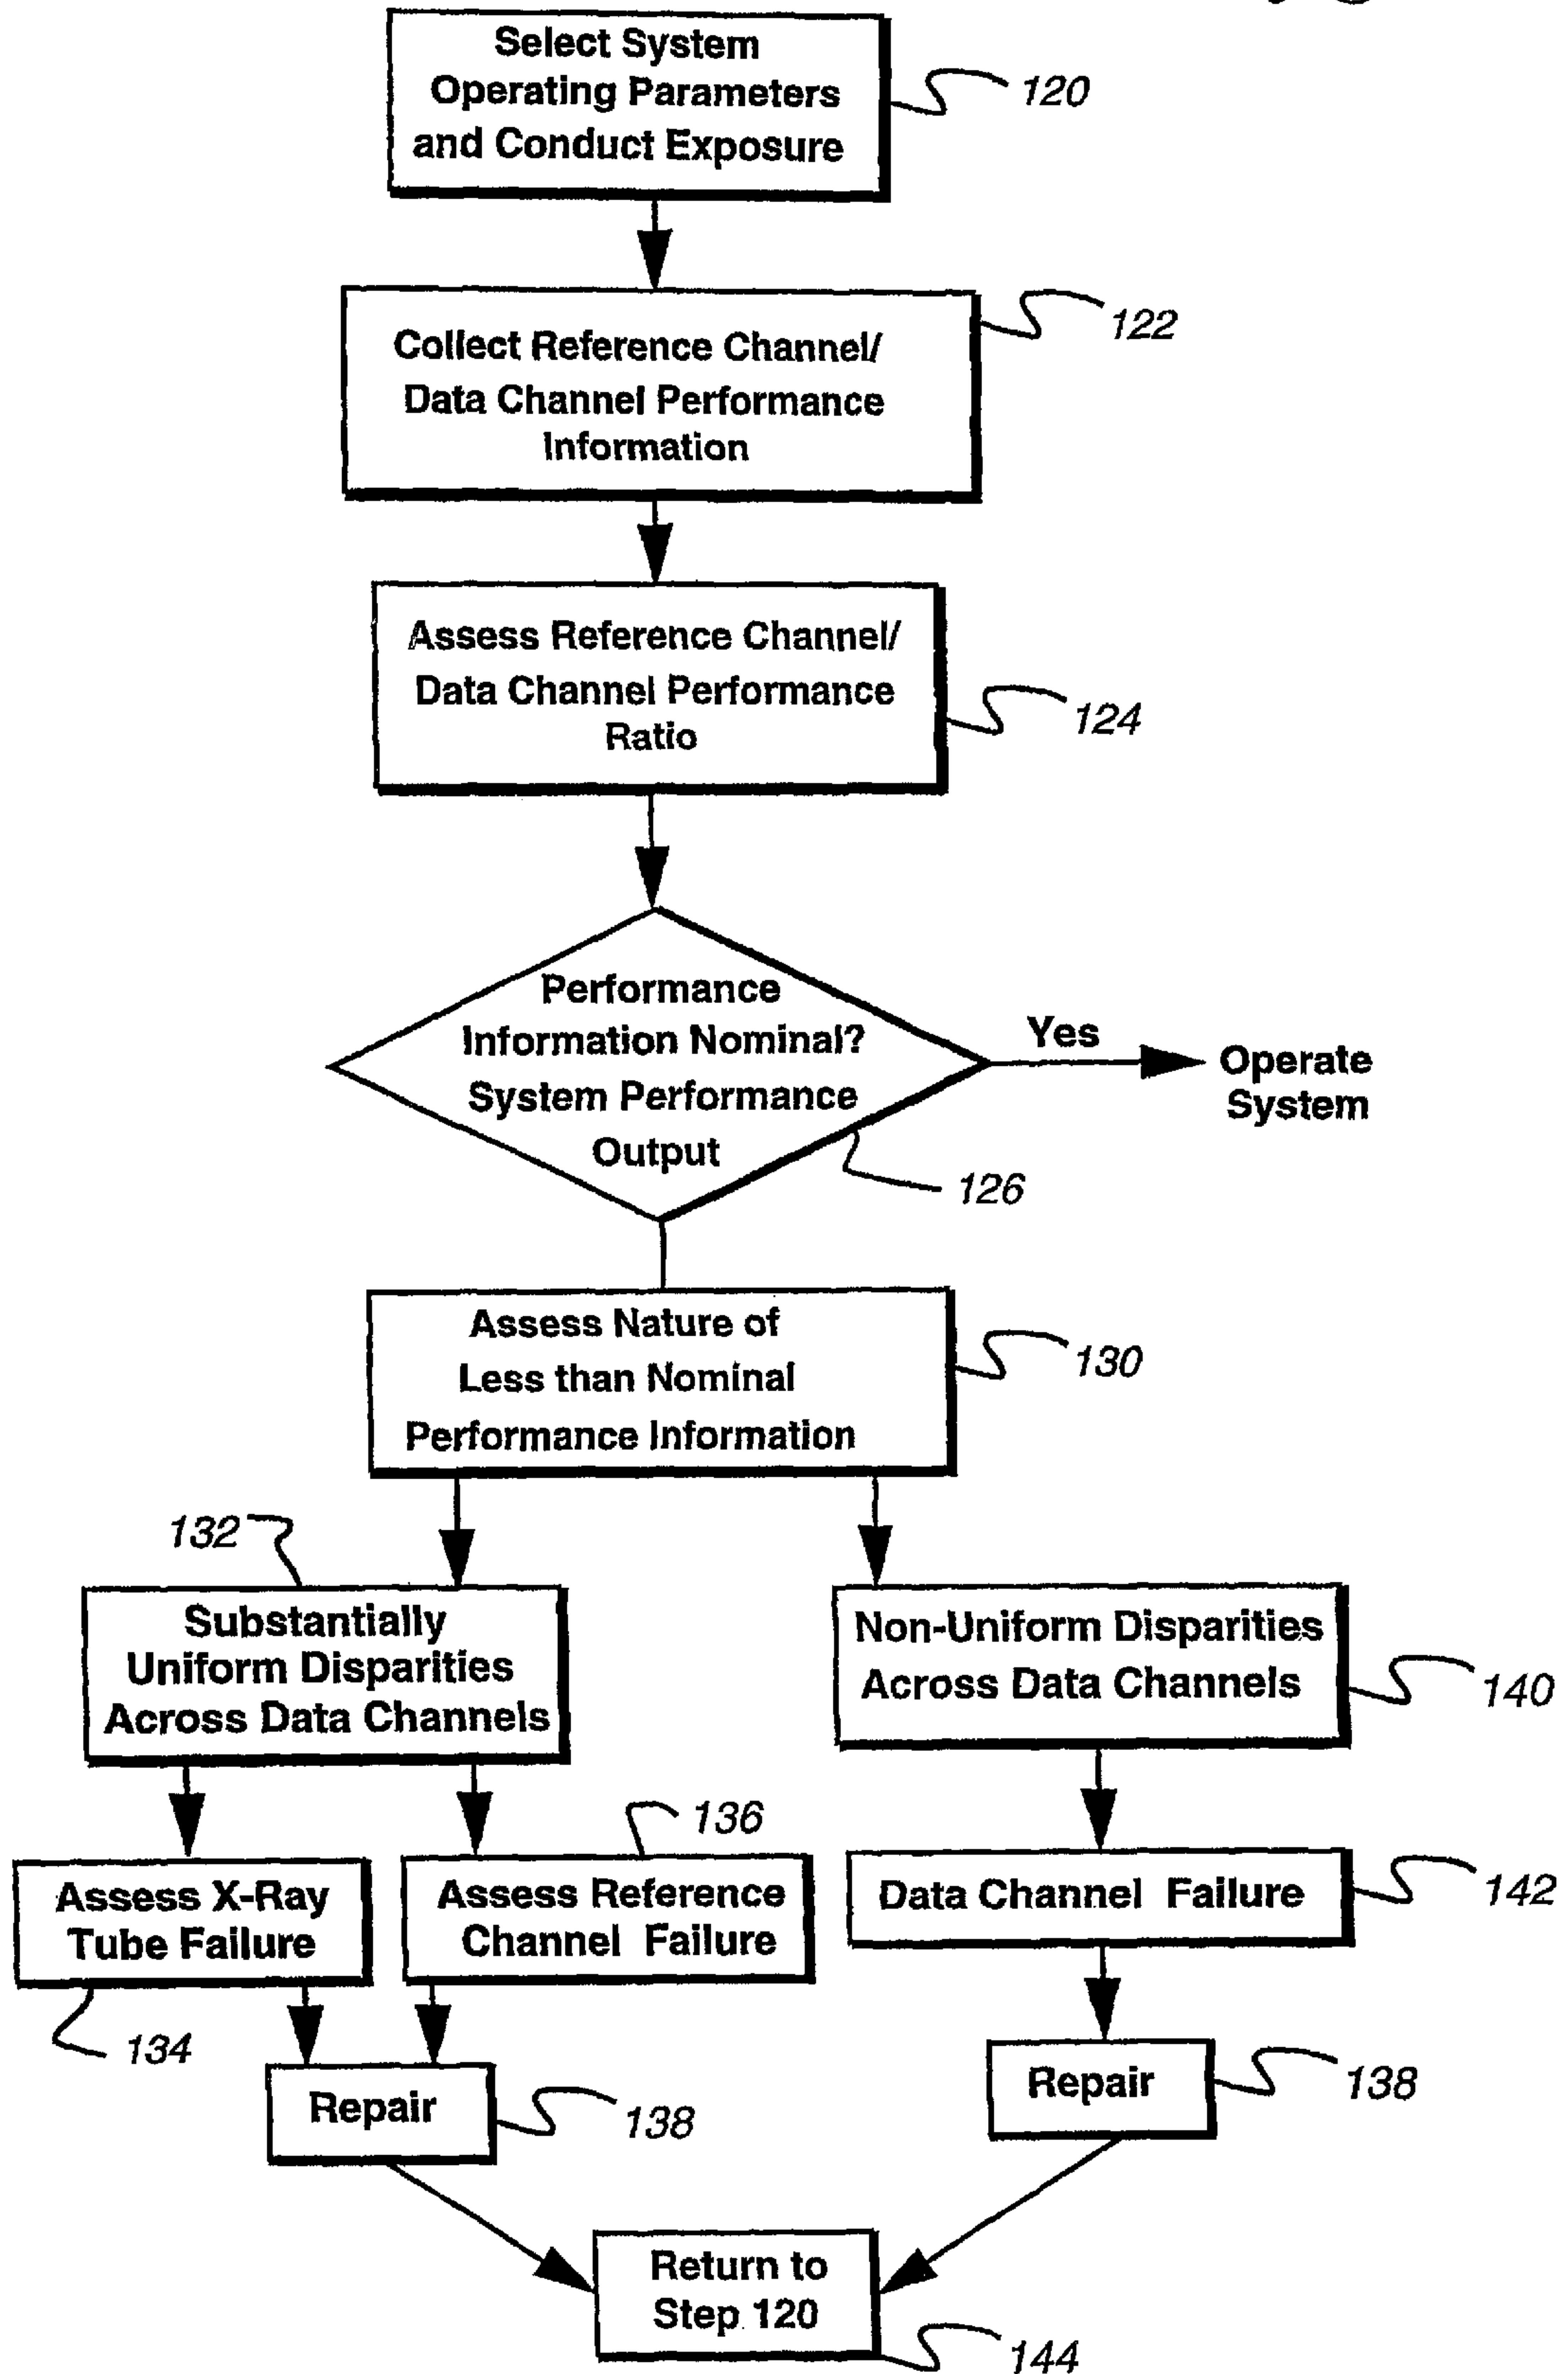 Select System
Operating Parameters
and Conduct Exposure
120
Collect Reference Channel/
Data Channel Performance
Information
122
Assess Reference Channel/
Data Channel Performance
Ratio
124
Performance
Information Nominal?
System Performance
Output
126
Yes
Operate
System
Assess Nature of
Less than Nominal
Performance Information
130
132
Substantially
Uniform Disparities
Across Data Channels
Non-Uniform Disparities
Across Data Channels
140
136
Assess X-Ray
Tube Failure
134
Assess Reference
Channel Failure
Data Channel Failure
142
Repair
138
Repair
138
Return to
Step 120
144